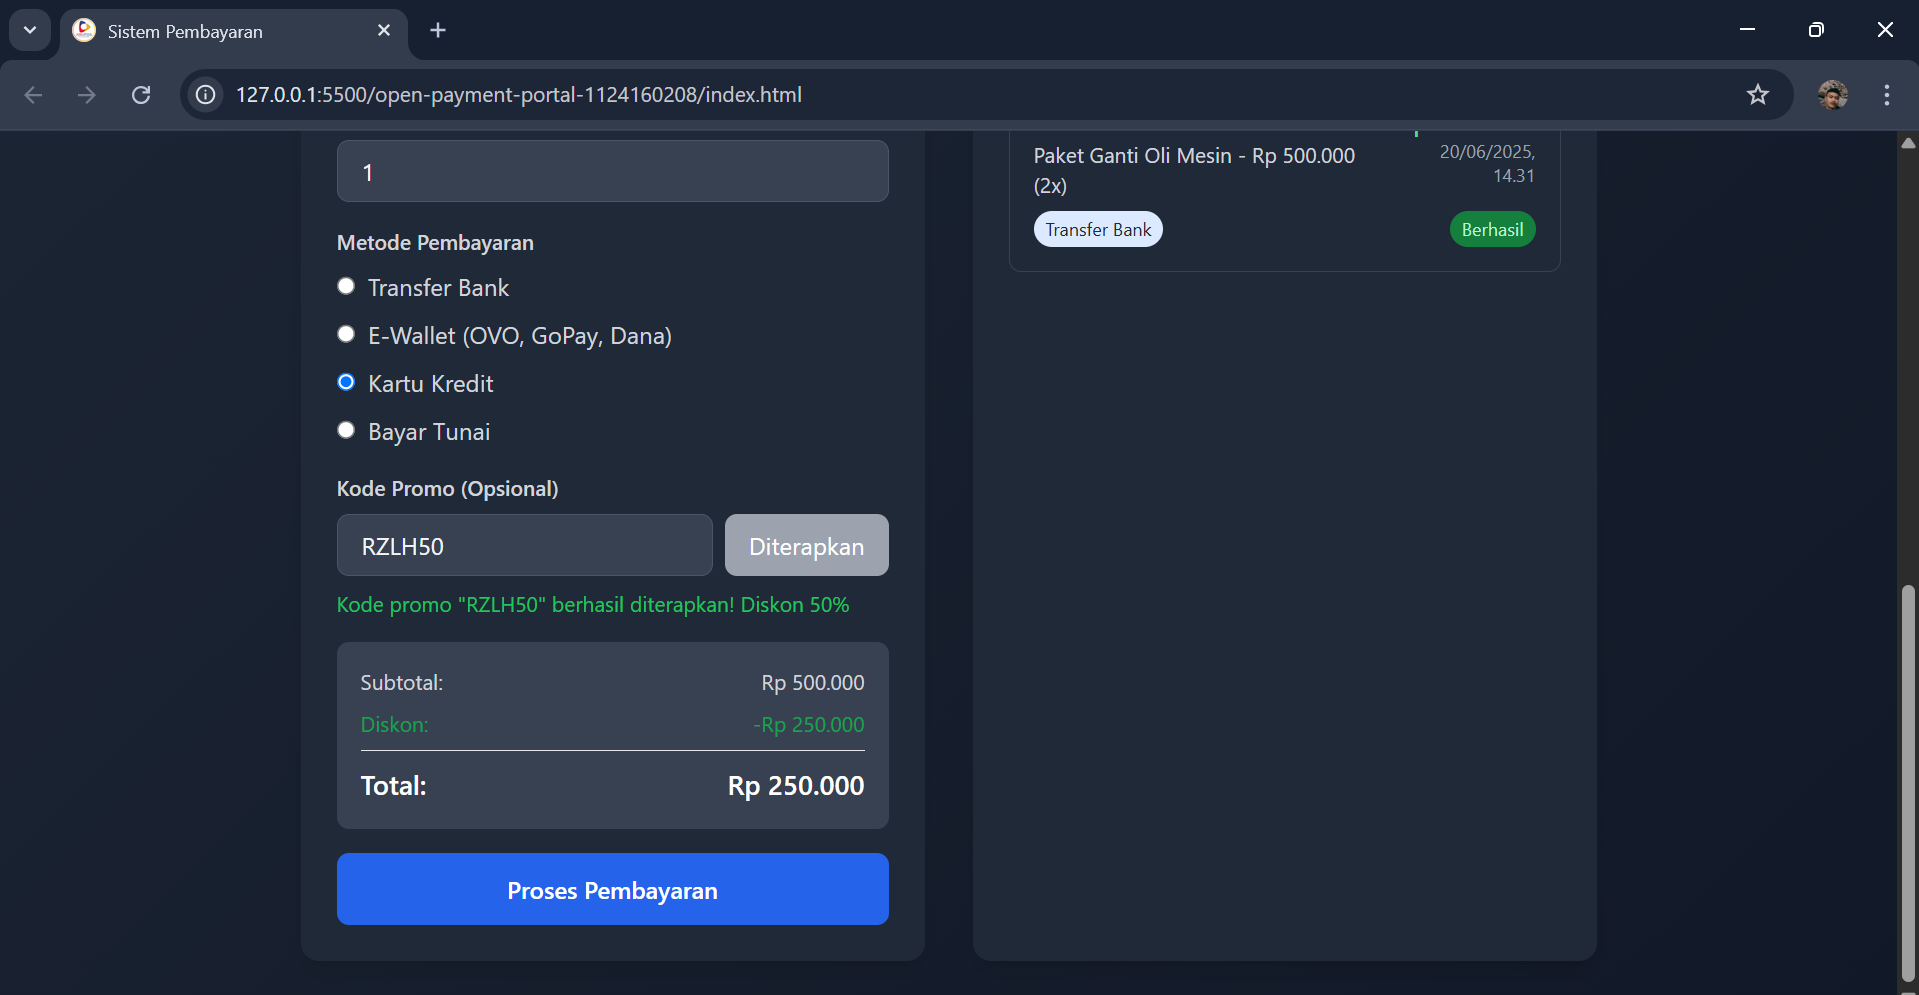 Sistem Pembayaran
127.0.0.1:5500/open-payment-portal-1124160208/index.html
1
Metode Pembayaran
Transfer Bank
E-Wallet (OVO, GoPay, Dana)
Kartu Kredit
Bayar Tunai
Kode Promo (Opsional)
RZLH50
Diterapkan
Kode promo "RZLH50" berhasil diterapkan! Diskon 50%
Subtotal:
Rp 500.000
Diskon:
-Rp 250.000
Total:
Rp 250.000
Proses Pembayaran
Paket Ganti Oli Mesin - Rp 500.000
(2x)
20/06/2025,
14.31
Transfer Bank
Berhasil